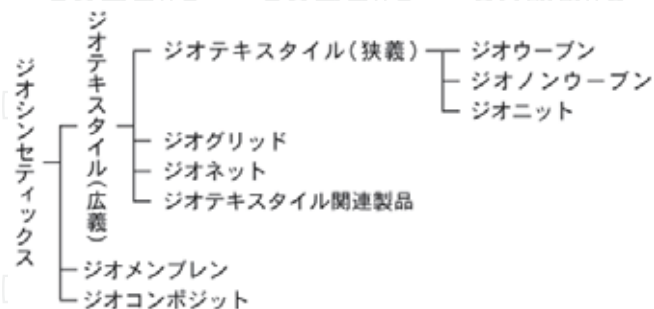 ジオシンセティックス
ジオテキスタイル(広義)
ジオテキスタイル(狭義)
ジオウーブン
ジオノンウーブン
ジオニット
ジオグリッド
ジオネット
ジオテキスタイル関連製品
ジオメンブレン
ジオコンポジット